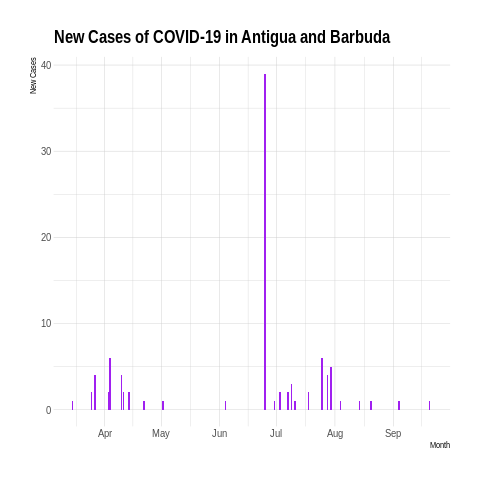 New Cases of COVID-19 in Antigua and Barbuda
New Cases
40
30
20
10
0
Apr May Jun Jul Aug Sep
Month